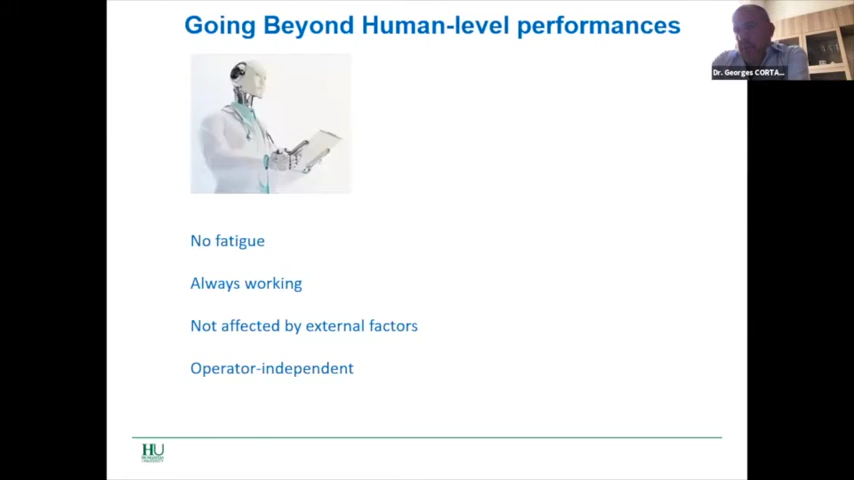 Going Beyond Human-level performances
Dr. Georges CORTA...
No fatigue
Always working
Not affected by external factors
Operator-independent
HU